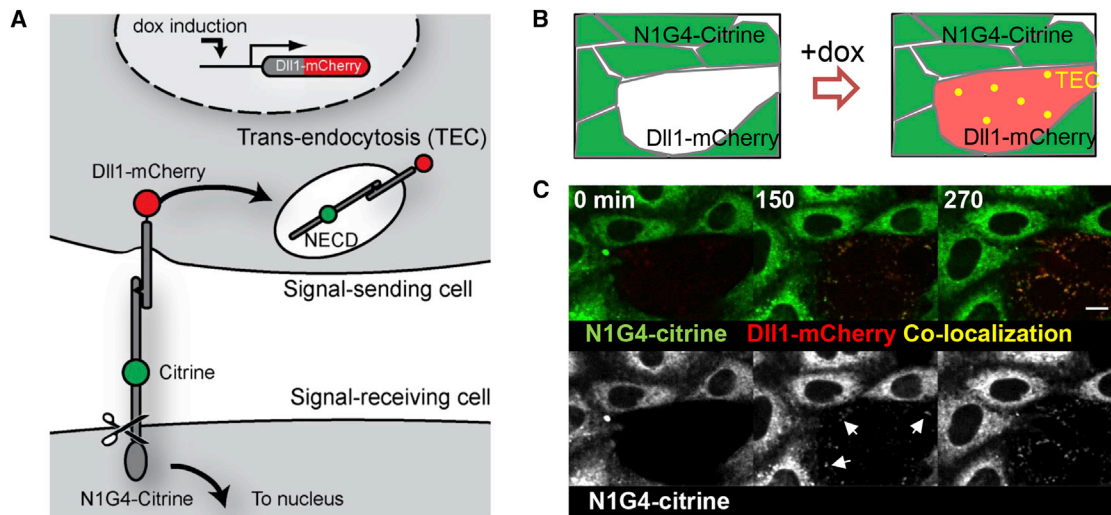 A
dox induction
Dll1-mCherry
Trans-endocytosis (TEC)
Dll1-mCherry
NECD
Signal-sending cell
Citrine
Signal-receiving cell
N1G4-Citrine
To nucleus
B
N1G4-Citrine
Dll1-mCherry
+dox
N1G4-Citrine
TEC
Dll1-mCherry
C
0 min
150
270
N1G4-citrine Dll1-mCherry Co-localization
N1G4-citrine